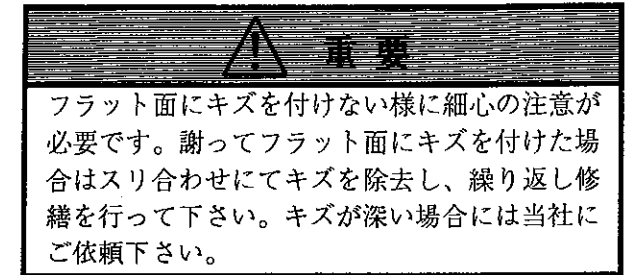 重要
フラット面にキズを付けない様に細心の注意が
必要です。謝ってフラット面にキズを付けた場
合はスリ合わせにてキズを除去し、繰り返し修
繕を行って下さい。キズが深い場合には当社に
ご依頼下さい。